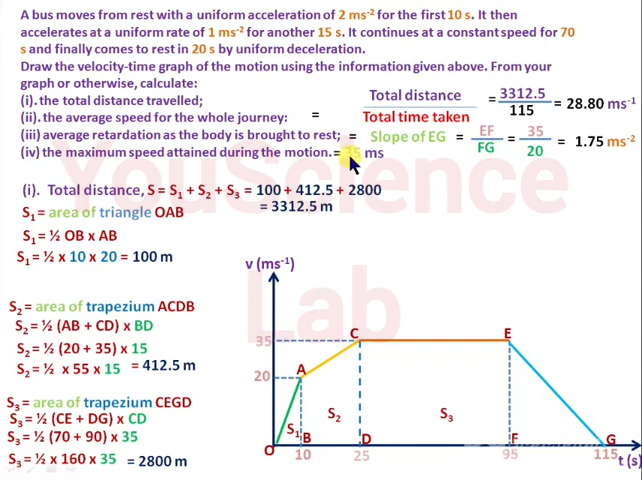 A bus moves from rest with a uniform acceleration of 2 ms⁻² for the first 10 s. It then
accelerates at a uniform rate of 1 ms⁻² for another 15 s. It continues at a constant speed for 70
s and finally comes to rest in 20 s by uniform deceleration.
Draw the velocity-time graph of the motion using the information given above. From your
graph or otherwise, calculate:
(i). the total distance travelled;
(ii). the average speed for the whole journey: = Total distance / Total time taken = 3312.5 / 115 = 28.80 ms⁻¹
(iii) average retardation as the body is brought to rest; = Slope of EG = EF / FG = 35 / 20 = 1.75 ms⁻²
(iv) the maximum speed attained during the motion. = 35 ms
(i). Total distance, S = S₁ + S₂ + S₃ = 100 + 412.5 + 2800
= 3312.5 m
S₁ = area of triangle OAB
S₁ = ½ OB x AB
S₁ = ½ x 10 x 20 = 100 m
S₂ = area of trapezium ACDB
S₂ = ½ (AB + CD) x BD
S₂ = ½ (20 + 35) x 15
S₂ = ½ x 55 x 15 = 412.5 m
S₃ = area of trapezium CEGD
S₃ = ½ (CE + DG) x CD
S₃ = ½ (70 + 90) x 35
S₃ = ½ x 160 x 35 = 2800 m
v (ms⁻¹)
35 C E
20 A
S₁ S₂ S₃
O B D F G
10 25 95 115 t (s)
YouScience
Lab